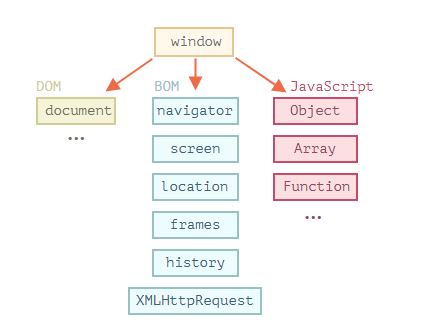 window
DOM
document
...
BOM
navigator
screen
location
frames
history
XMLHttpRequest
JavaScript
Object
Array
Function
...